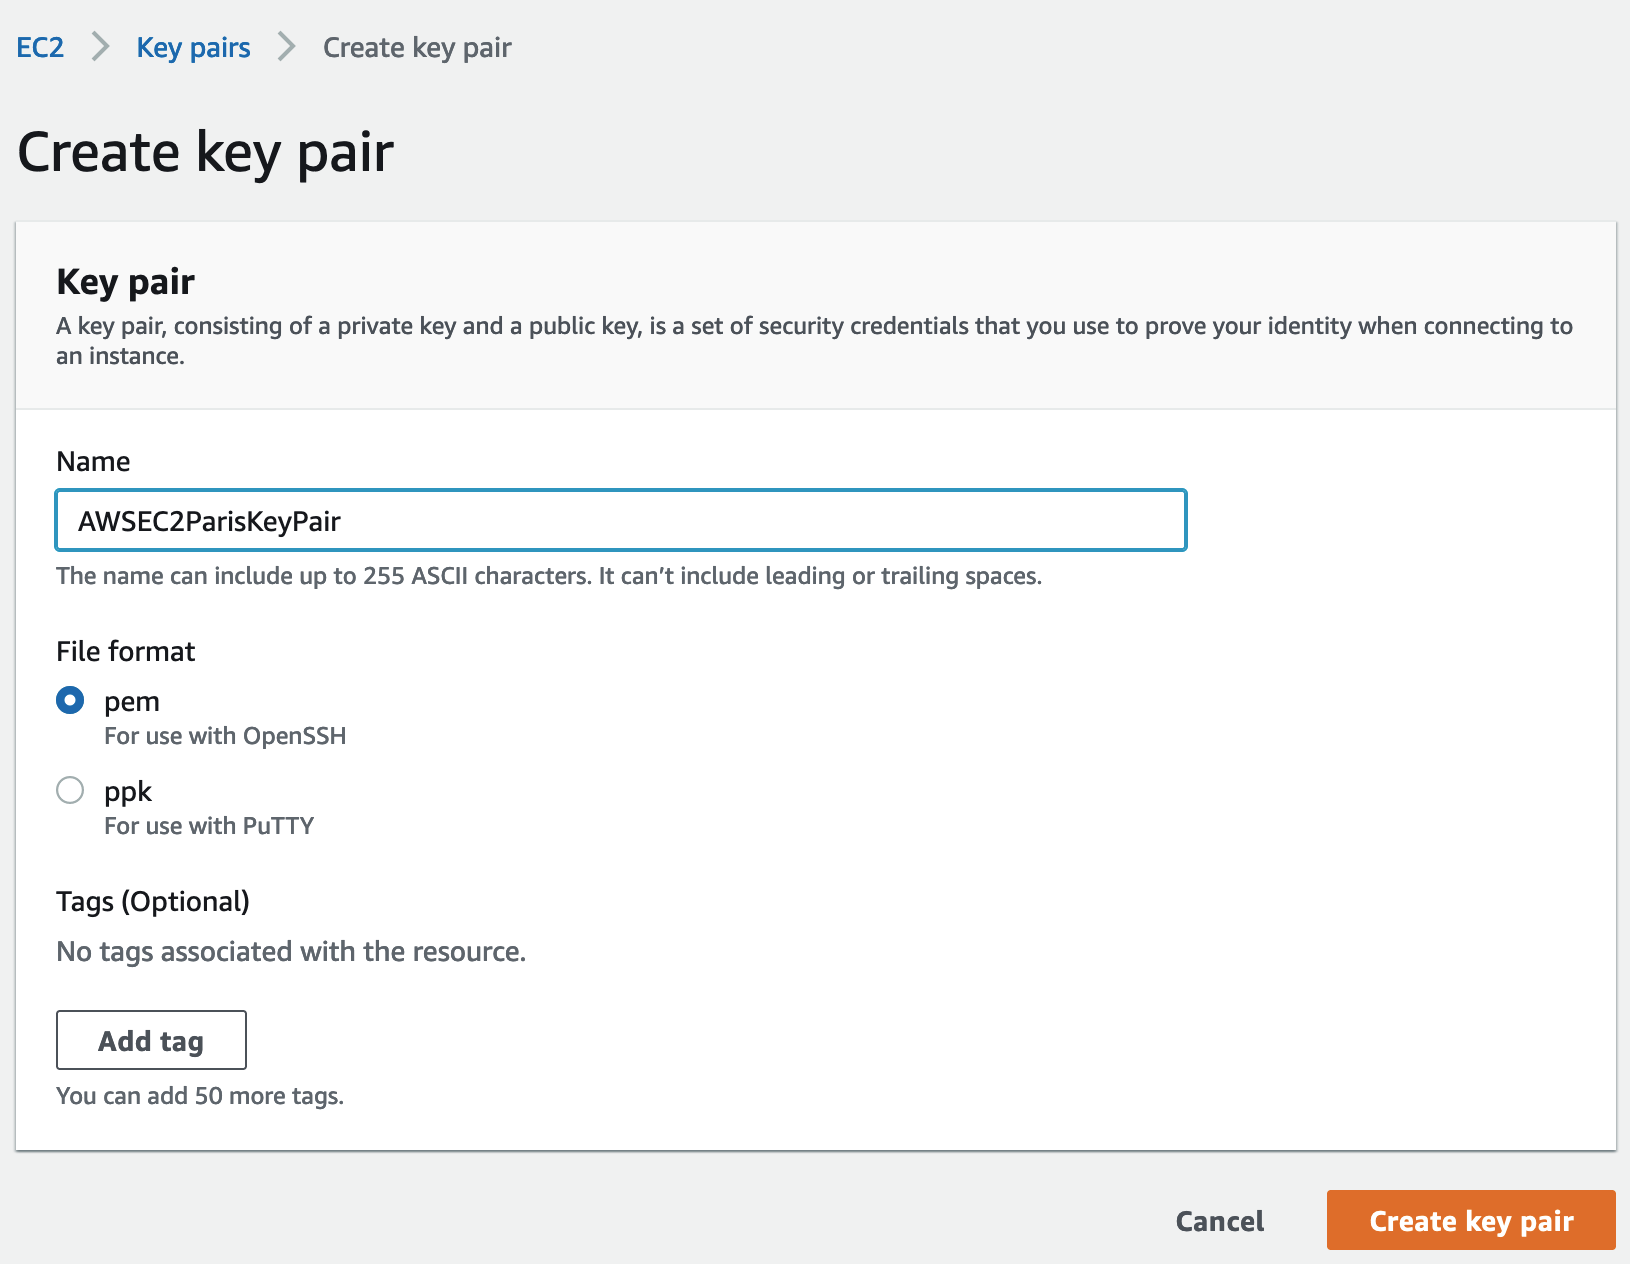 EC2 Key pairs Create key pair
Create key pair
Key pair
A key pair, consisting of a private key and a public key, is a set of security credentials that you use to prove your identity when connecting to
an instance.
Name
AWSEC2ParisKeyPair
The name can include up to 255 ASCII characters. It can’t include leading or trailing spaces.
File format
pem
For use with OpenSSH
ppk
For use with PuTTY
Tags (Optional)
No tags associated with the resource.
Add tag
You can add 50 more tags.
Cancel Create key pair